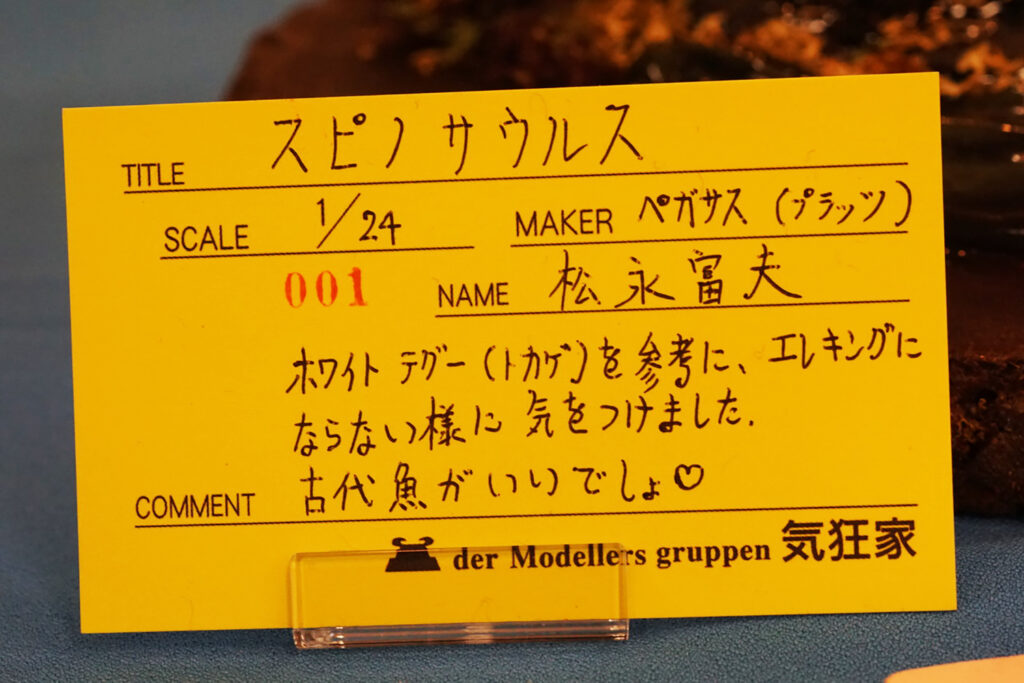 TITLE スピノサウルス
SCALE 1/24 MAKER ペガサス (プラッツ)
001 NAME 松永富夫
ホワイト テグー (トカゲ) を参考に、エレキングに
ならない様に 気をつけました.
COMMENT 古代魚がいいでしょ♡
der Modellers gruppen 気狂家